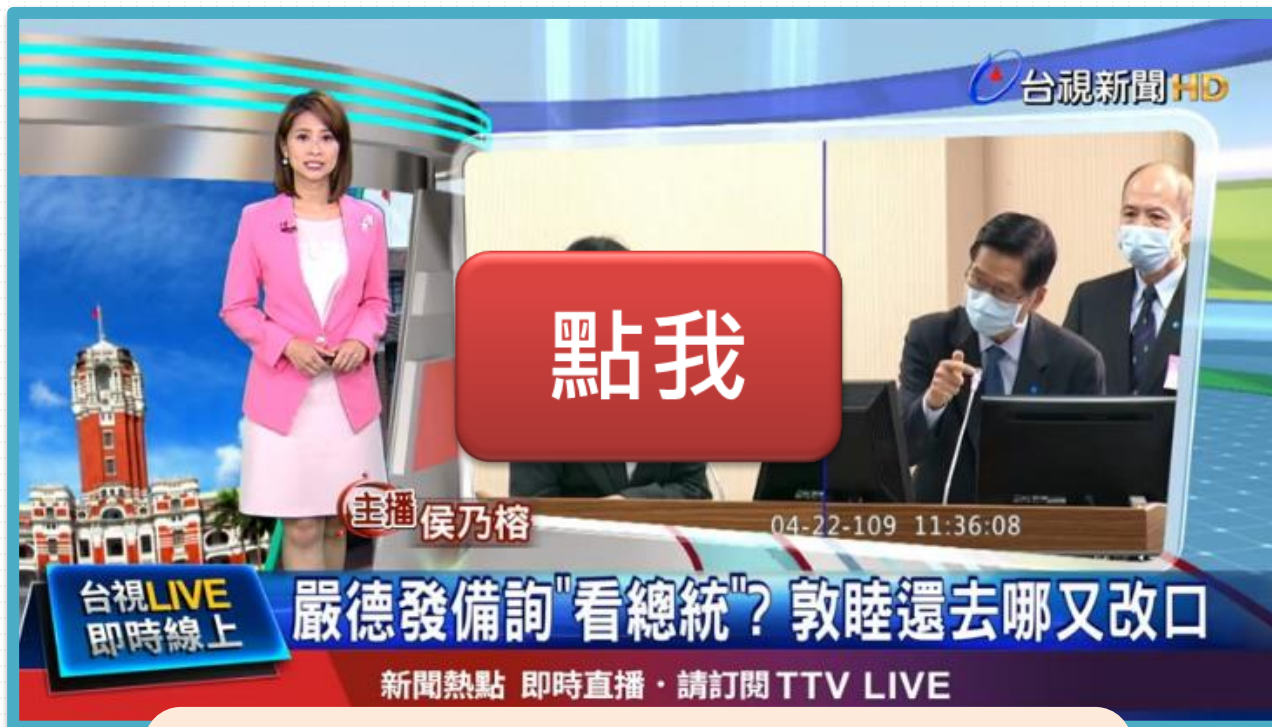 台視新聞HD
點我
主播 侯乃榕
04-22-109 11:36:08
台視LIVE
即時線上
嚴德發備詢"看總統"? 敦睦還去哪又改口
新聞熱點 即時直播・請訂閱TTV LIVE